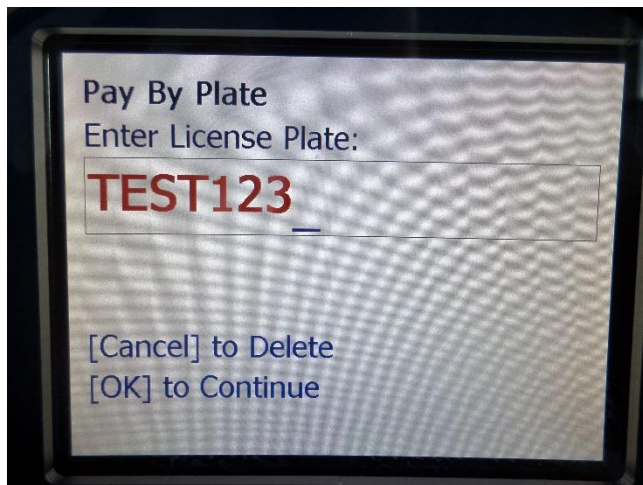 Pay By Plate
Enter License Plate:
TEST123_
[Cancel] to Delete
[OK] to Continue